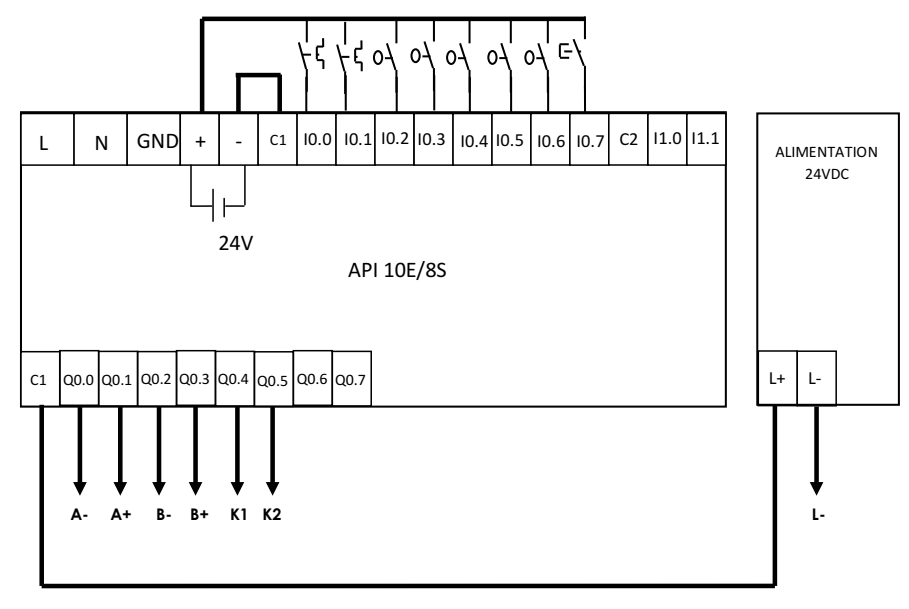 L N GND + - C1 I0.0 I0.1 I0.2 I0.3 I0.4 I0.5 I0.6 I0.7 C2 I1.0 I1.1
ALIMENTATION
24VDC
24V
API 10E/8S
C1 Q0.0 Q0.1 Q0.2 Q0.3 Q0.4 Q0.5 Q0.6 Q0.7
L+ L-
A- A+ B- B+ K1 K2
L-